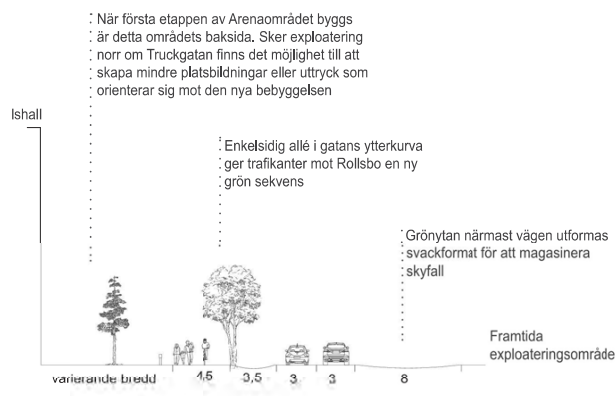 När första etappen av Arenaområdet byggs
är detta områdets baksida. Sker exploatering
norr om Truckgatan finns det möjlighet till att
skapa mindre platsbildningar eller uttryck som
orienterar sig mot den nya bebyggelsen
Ishall
Enkelsidig allé i gatans ytterkurva
ger trafikanter mot Rollsbo en ny
grön sekvens
Grönytan närmast vägen utformas
svackformat för att magasinera
skyfall
Framtida
exploateringsområde
varierande bredd 4,5 3,5 3 3 6